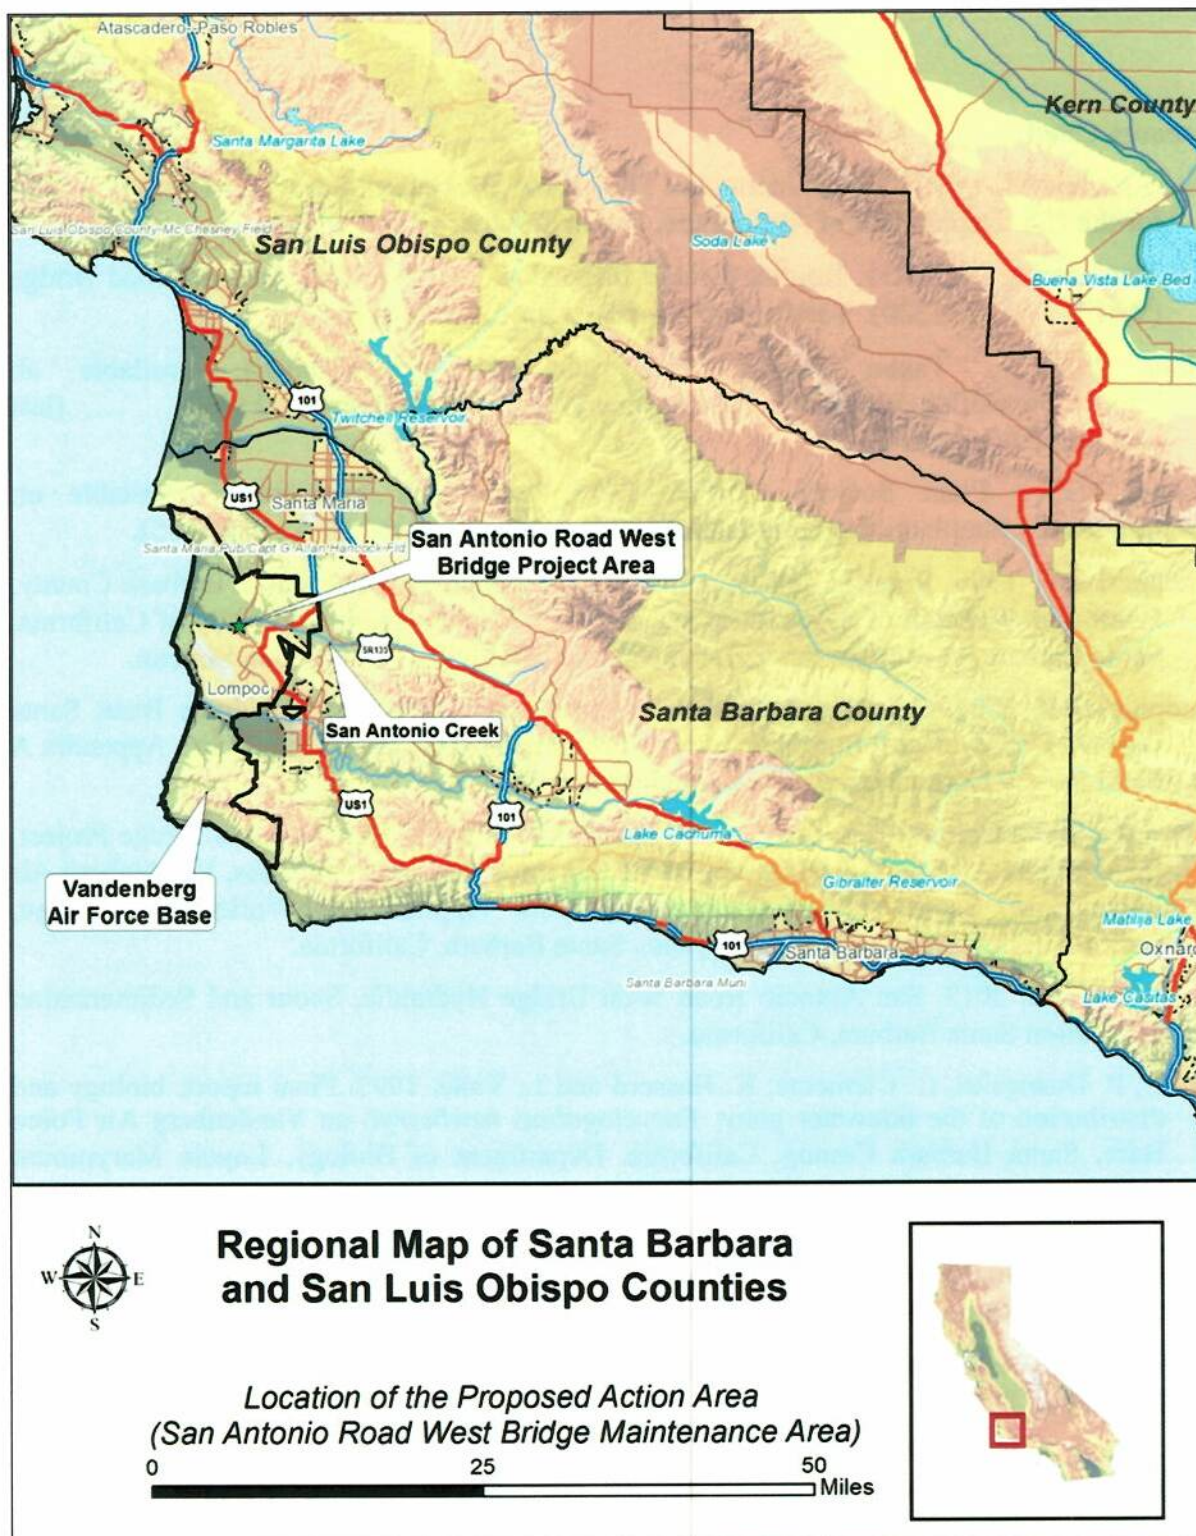 Atascadero-Paso Robles
Kern County
Santa Margarita Lake
San Luis Obispo County-Mc Chesney Field
San Luis Obispo County
Soda Lake
Buena Vista Lake Bed
101
Twitchell Reservoir
US1
Santa Maria
Santa Maria Pub/Capt G Allan Hancock Fld
San Antonio Road West
Bridge Project Area
SR135
Lompoc
San Antonio Creek
Santa Barbara County
US1
101
Lake Cachuma
Vandenberg
Air Force Base
Gibralter Reservoir
Matilija Lake
101
Santa Barbara
Oxnard
Santa Barbara Muni
Lake Casitas
N
W E
S
Regional Map of Santa Barbara
and San Luis Obispo Counties
Location of the Proposed Action Area
(San Antonio Road West Bridge Maintenance Area)
0 25 50
Miles